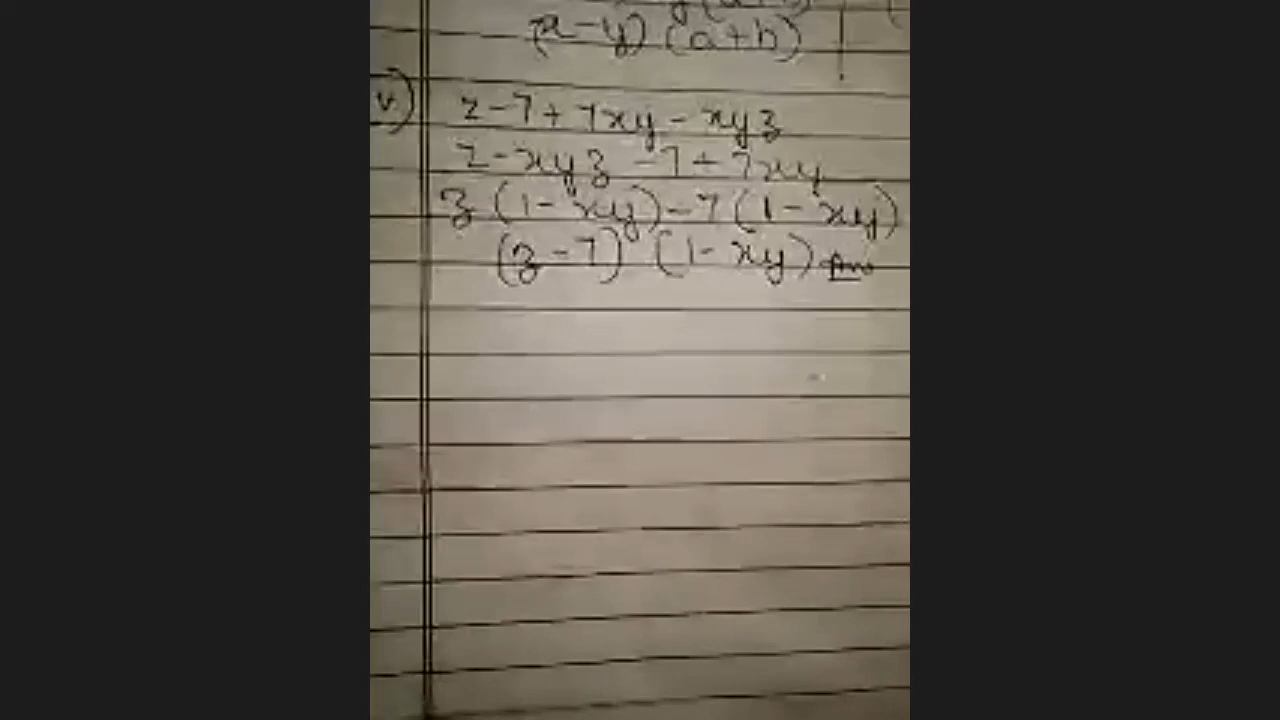 (x-y) (a+b)
v) z-7+7xy-xyz
z-xyz -7+7xy
z (1-xy)-7 (1-xy)
(z-7) (1-xy) Ans